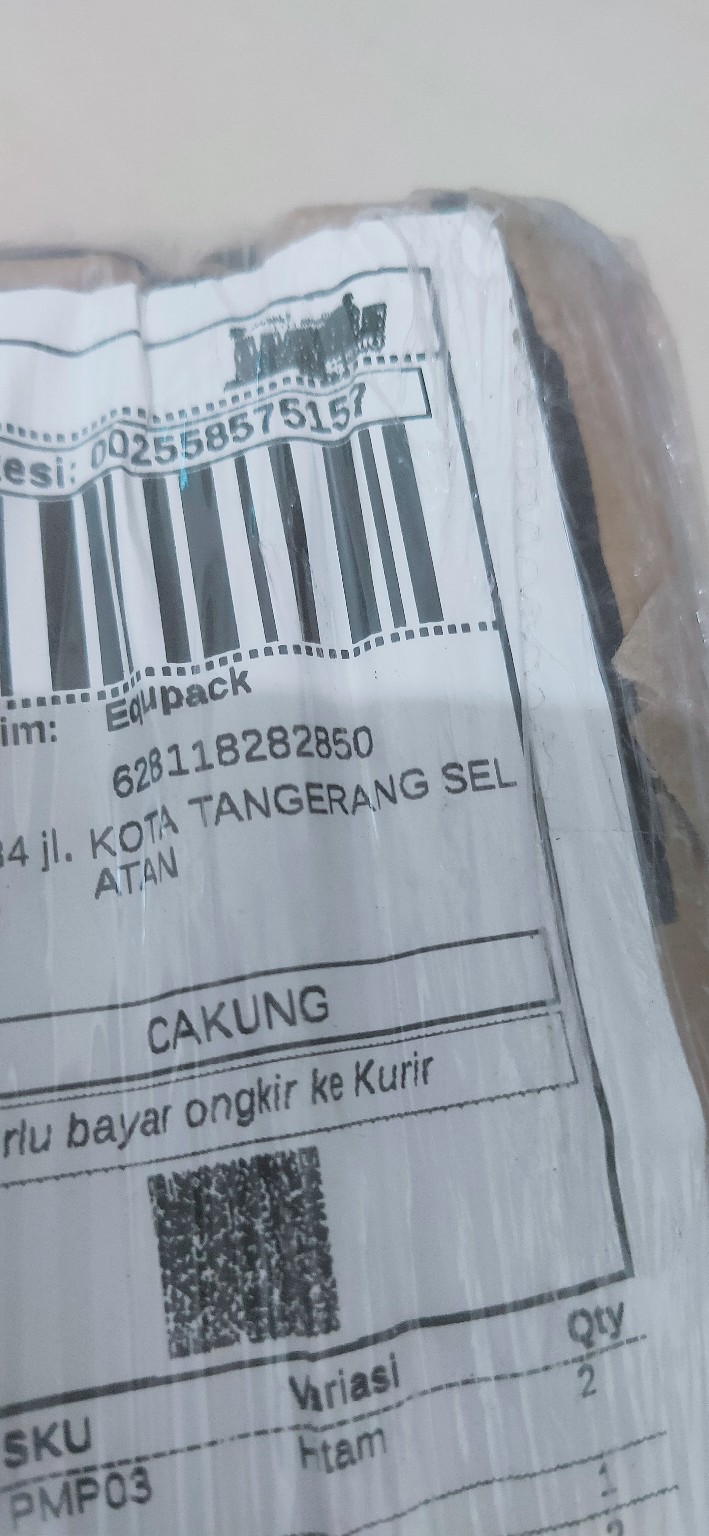 esi: 002558575157
im: Equpack
628118282850
34 jl. KOTA TANGERANG SEL
ATAN
CAKUNG
rlu bayar ongkir ke Kurir
SKU Variasi Qty
PMP03 Htam 2
1